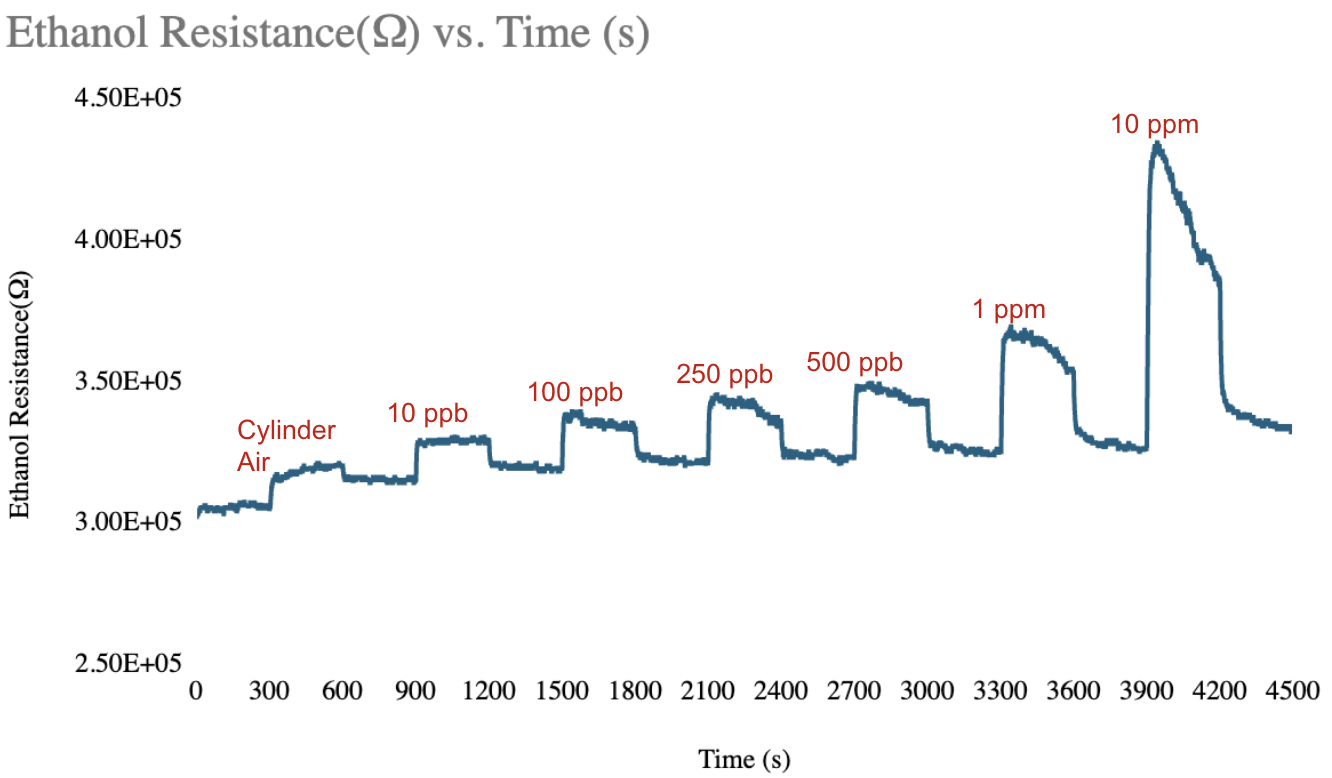 Ethanol Resistance(Ω) vs. Time (s)
4.50E+05
10 ppm
4.00E+05
Ethanol Resistance(Ω)
1 ppm
3.50E+05
500 ppb
250 ppb
100 ppb
10 ppb
Cylinder
Air
3.00E+05
2.50E+05
0 300 600 900 1200 1500 1800 2100 2400 2700 3000 3300 3600 3900 4200 4500
Time (s)